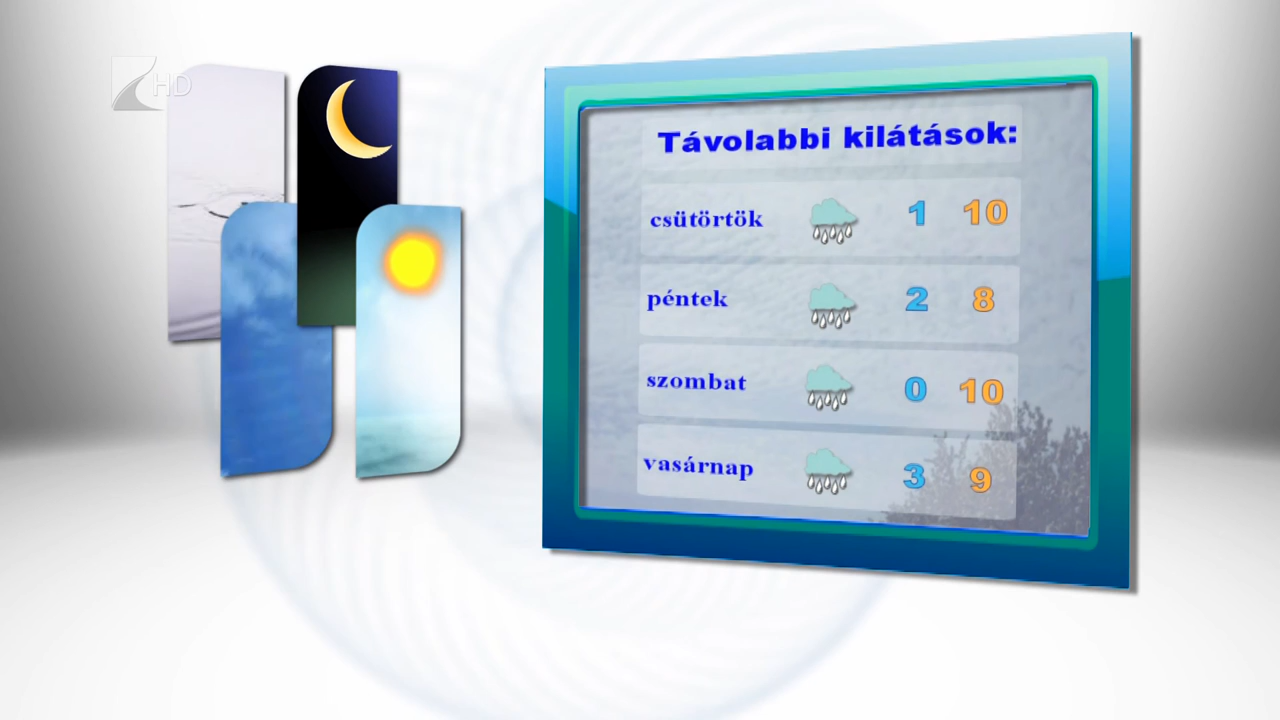 HD
Távolabbi kilátások:
csütörtök 1 10
péntek 2 8
szombat 0 10
vasárnap 3 9